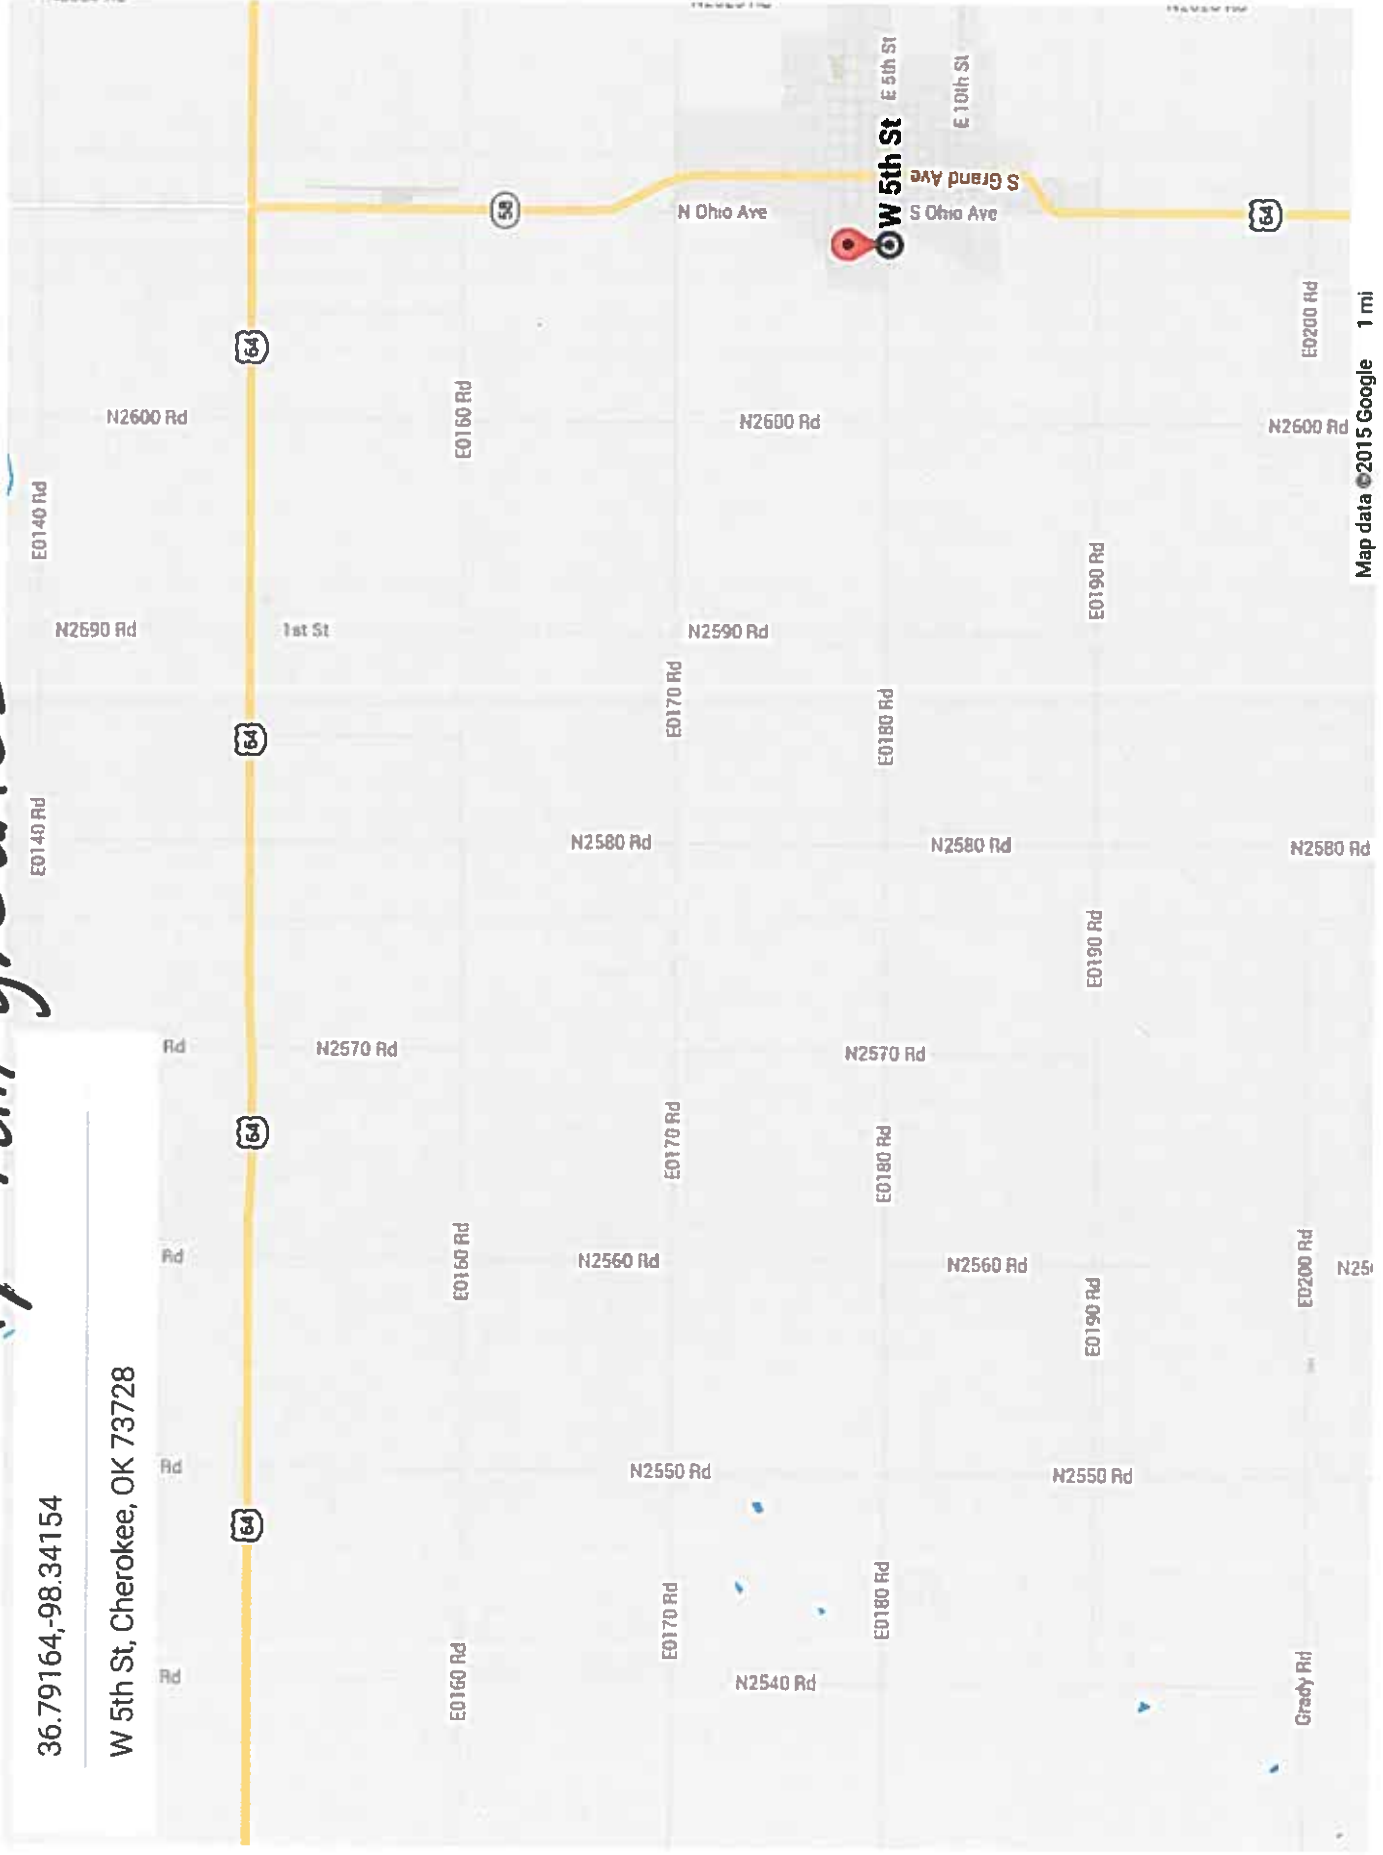 36.79164,-98.34154
W 5th St, Cherokee, OK 73728
E0140 Rd
E0140 Rd
N2590 Rd
N2600 Rd
Rd
Rd
Rd
Rd
64
64
64
64
1st St
N2570 Rd
E0160 Rd
E0160 Rd
E0160 Rd
58
N2580 Rd
N2560 Rd
E0170 Rd
E0170 Rd
E0170 Rd
N2550 Rd
N2590 Rd
N Ohio Ave
N2540 Rd
N2600 Rd
E0180 Rd
E0180 Rd
E0180 Rd
N2570 Rd
W 5th St
E 5th St
E 10th St
S Grand Ave
S Ohio Ave
N2580 Rd
N2560 Rd
E0190 Rd
E0190 Rd
E0190 Rd
N2550 Rd
64
Grady Rd
E0200 Rd
E0200 Rd
N2600 Rd
N2580 Rd
Map data ©2015 Google 1 mi